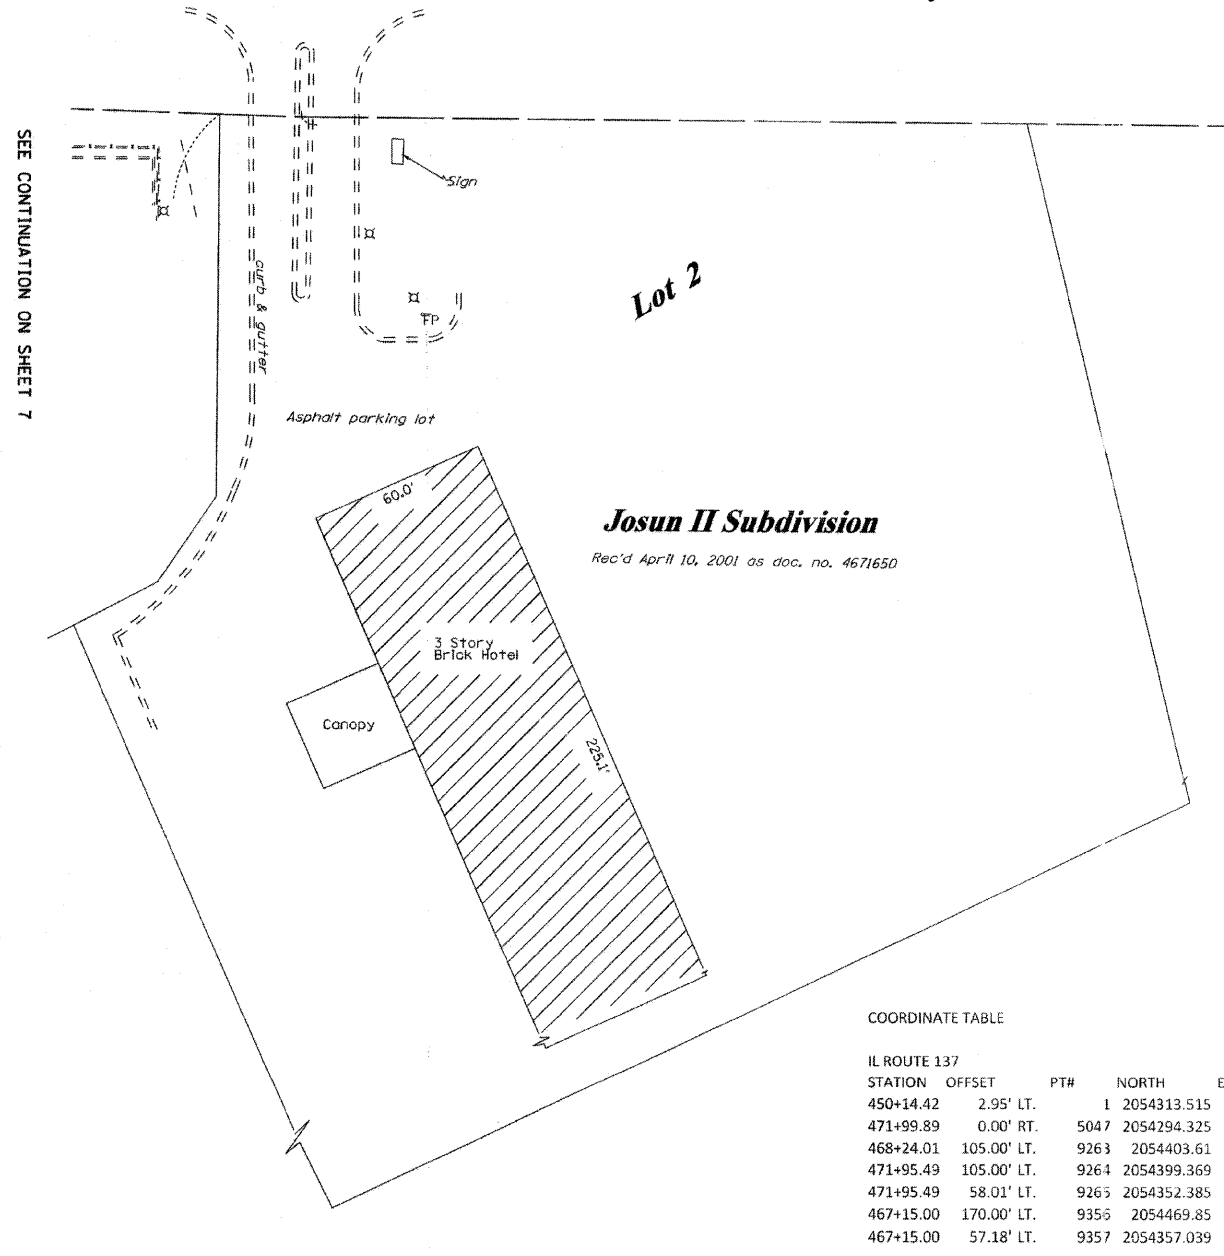 SEE CONTINUATION ON SHEET 7
Sign
curb & gutter
Lot 2
FP
Asphalt parking lot
60.0'
Josun II Subdivision
Rec'd April 10, 2001 as doc. no. 4671650
3 Story
Brick Hotel
Canopy
225.1'
COORDINATE TABLE
IL ROUTE 137
STATION OFFSET PT# NORTH E
450+14.42 2.95' LT. 1 2054313.515
471+99.89 0.00' RT. 5047 2054294.325
468+24.01 105.00' LT. 9263 2054403.61
471+95.49 105.00' LT. 9264 2054399.369
471+95.49 58.01' LT. 9265 2054352.385
467+15.00 170.00' LT. 9356 2054469.85
467+15.00 57.18' LT. 9357 2054357.039